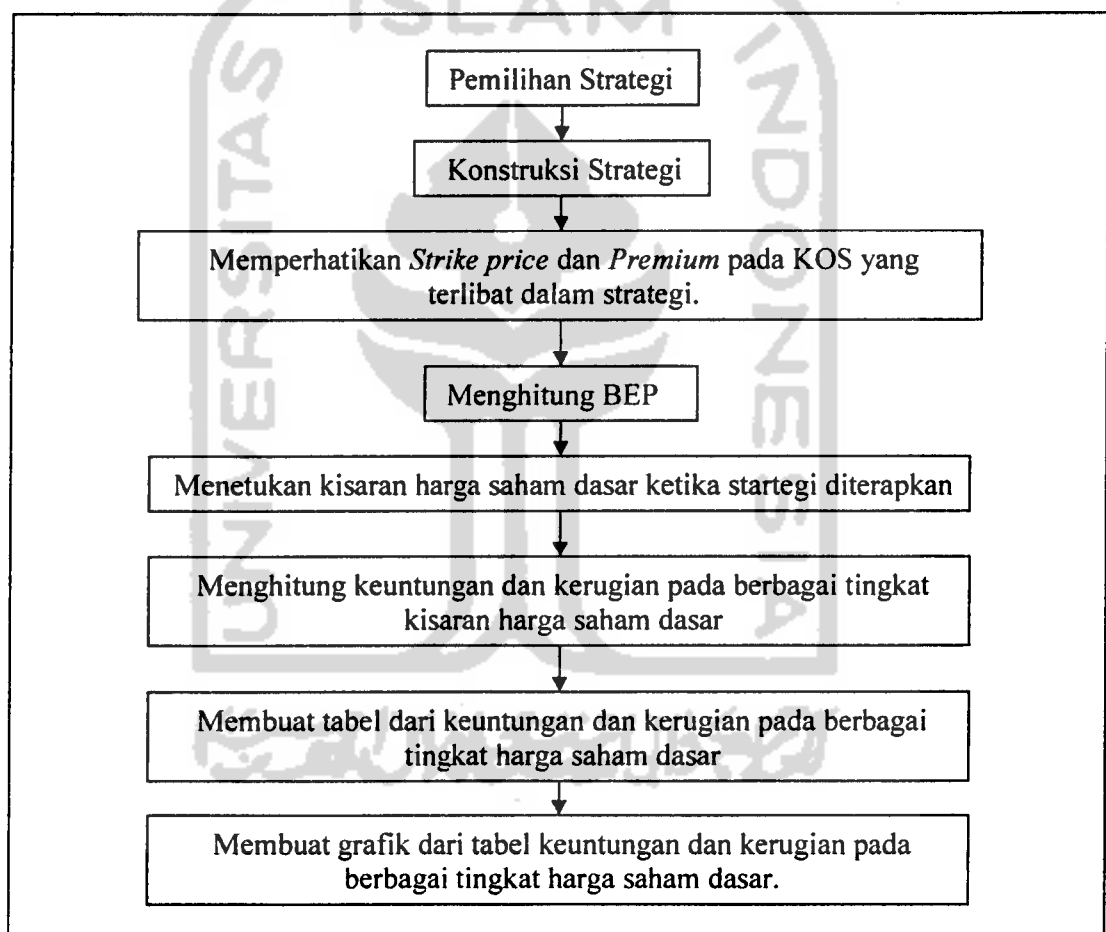 ISLAM
UNIVERSITAS
INDONESIA
Pemilihan Strategi
Konstruksi Strategi
Memperhatikan Strike price dan Premium pada KOS yang
terlibat dalam strategi.
Menghitung BEP
Menetukan kisaran harga saham dasar ketika startegi diterapkan
Menghitung keuntungan dan kerugian pada berbagai tingkat
kisaran harga saham dasar
Membuat tabel dari keuntungan dan kerugian pada berbagai
tingkat harga saham dasar
Membuat grafik dari tabel keuntungan dan kerugian pada
berbagai tingkat harga saham dasar.